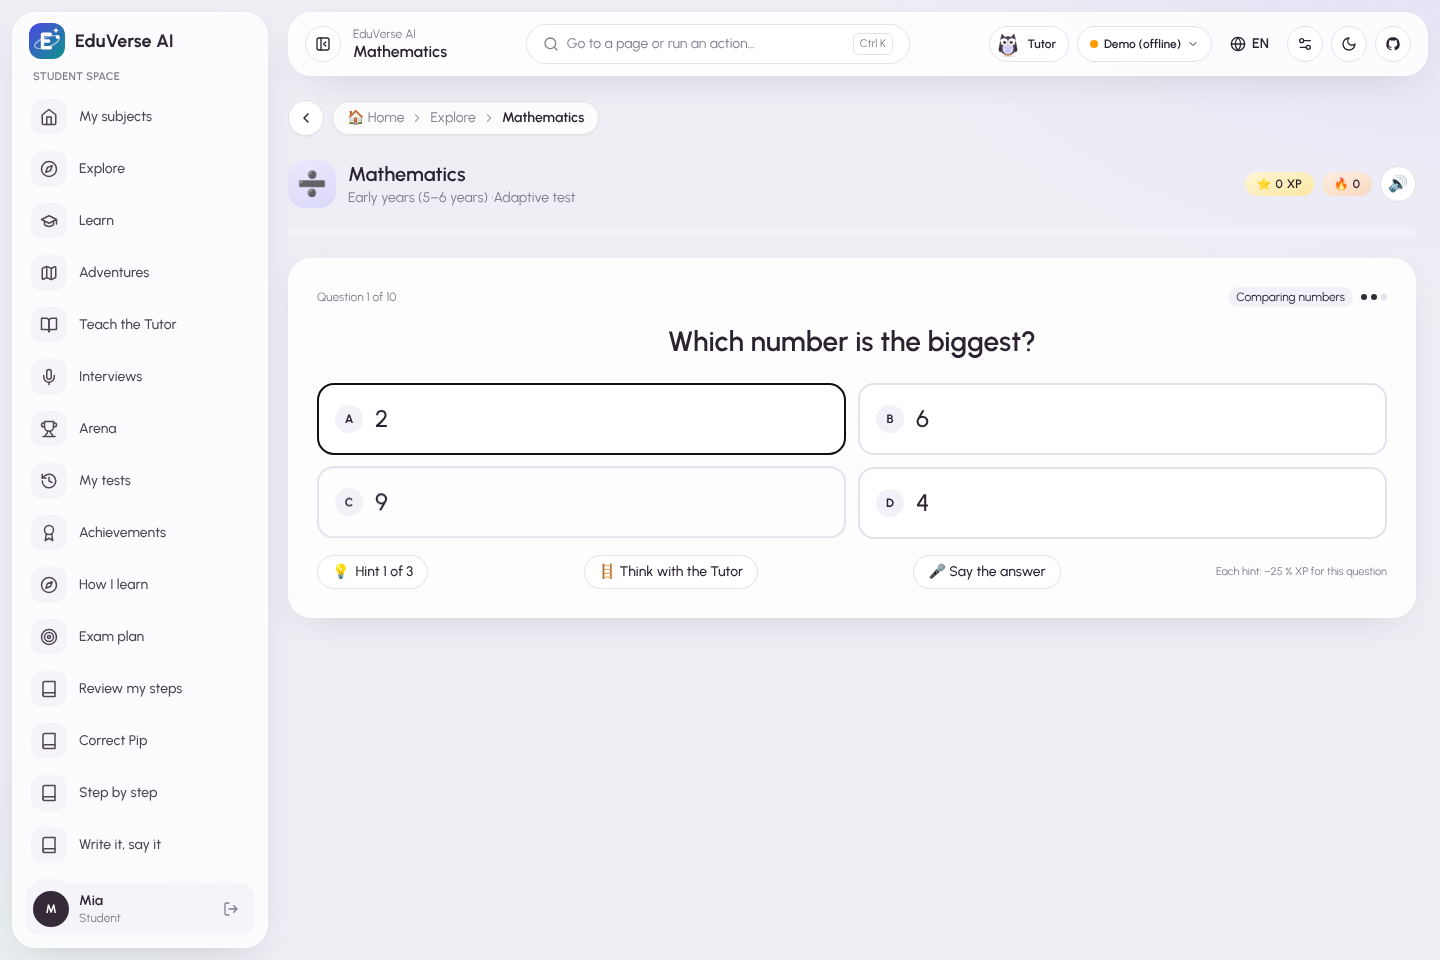 EduVerse AI
STUDENT SPACE
My subjects
Explore
Learn
Adventures
Teach the Tutor
Interviews
Arena
My tests
Achievements
How I learn
Exam plan
Review my steps
Correct Pip
Step by step
Write it, say it
M
Mia
Student
EduVerse AI
Mathematics
Go to a page or run an action...
Ctrl K
Tutor
Demo (offline)
EN
Home
Explore
Mathematics
Mathematics
Early years (5–6 years) · Adaptive test
0 XP
0
Question 1 of 10
Comparing numbers
Which number is the biggest?
A 2
B 6
C 9
D 4
Hint 1 of 3
Think with the Tutor
Say the answer
Each hint: −25 % XP for this question